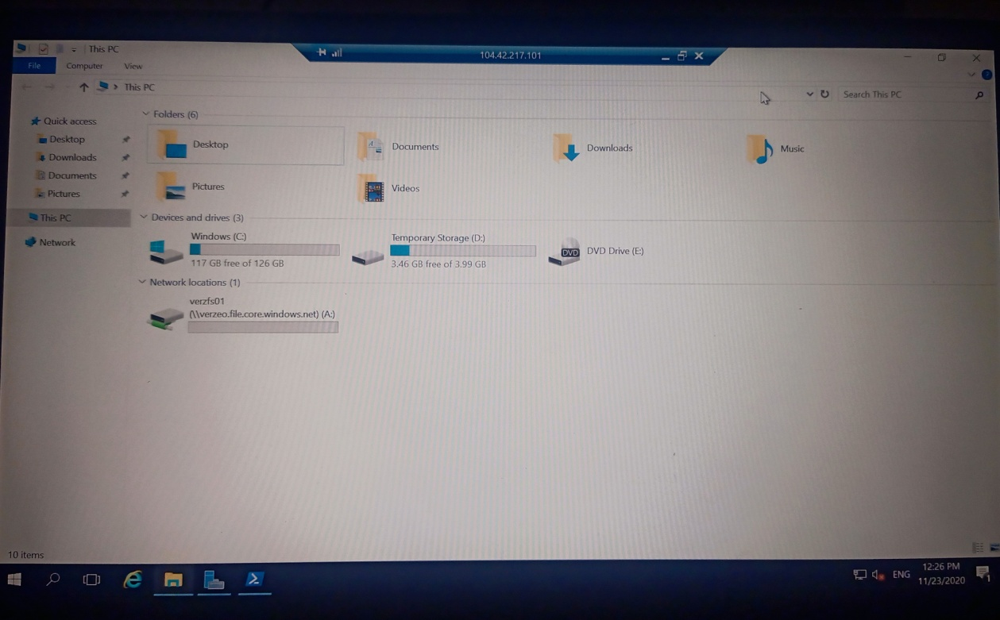 This PC
104.42.217.101
File Computer View
This PC
Search This PC
Quick access
Desktop
Downloads
Documents
Pictures
This PC
Network
Folders (6)
Desktop
Documents
Downloads
Music
Pictures
Videos
Devices and drives (3)
Windows (C:)
117 GB free of 126 GB
Temporary Storage (D:)
3.46 GB free of 3.99 GB
DVD
DVD Drive (E:)
Network locations (1)
verzfs01
(\\verzeo.file.core.windows.net) (A:)
10 items
ENG
12:26 PM
11/23/2020
1